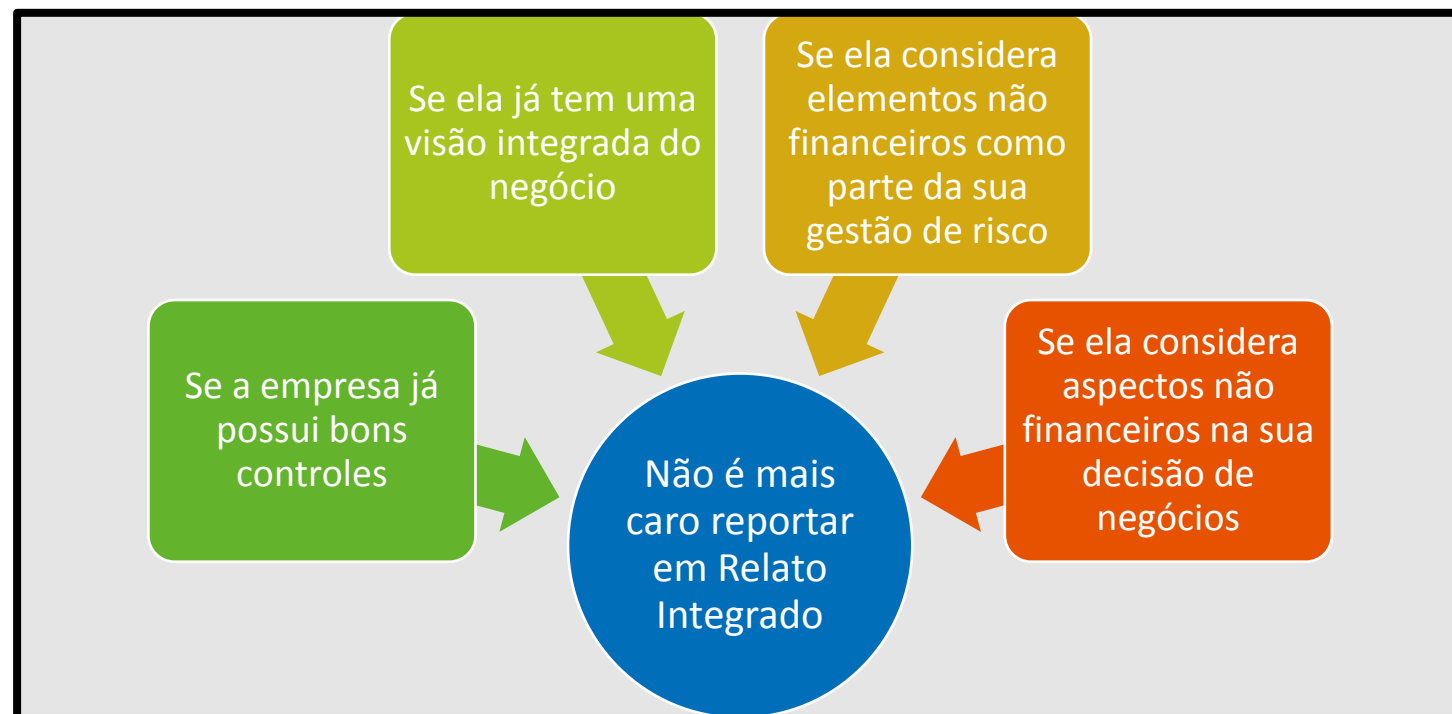 Se a empresa já
possui bons
controles
Se ela já tem uma
visão integrada do
negócio
Se ela considera
elementos não
financeiros como
parte da sua
gestão de risco
Se ela considera
aspectos não
financeiros na sua
decisão de
negócios
Não é mais
caro reportar
em Relato
Integrado